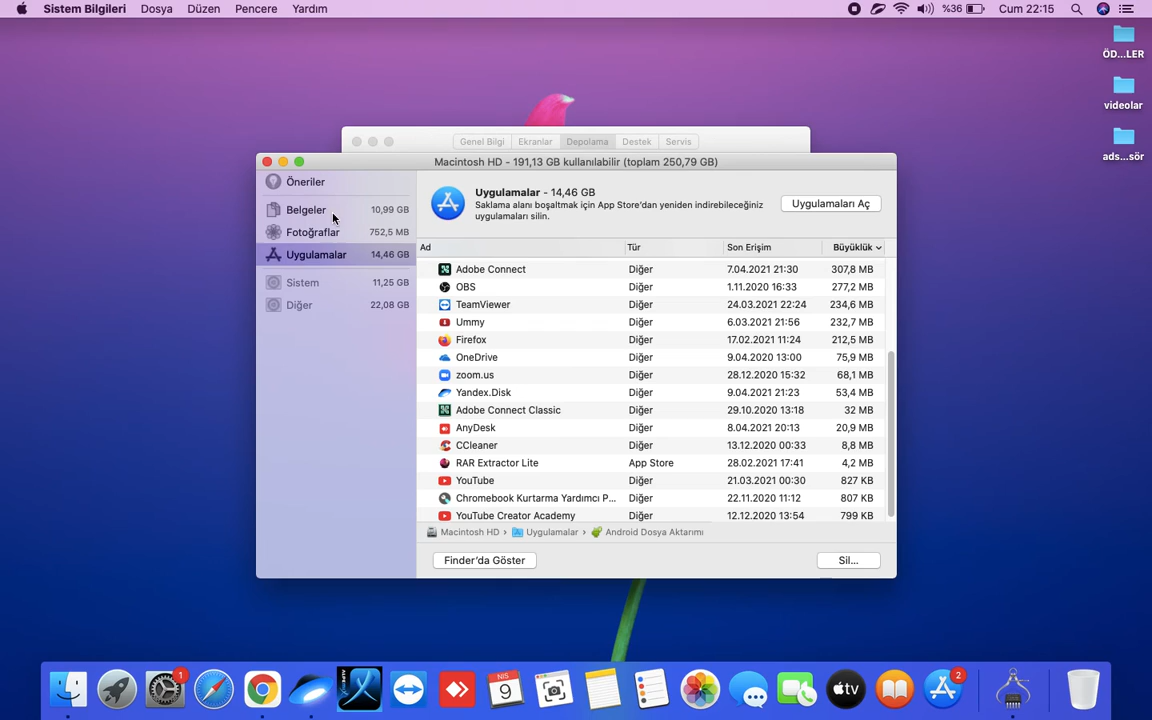 Sistem Bilgileri Dosya Düzen Pencere Yardım %36 Cum 22:15
ÖD...LER
videolar
ads...sör
Genel Bilgi Ekranlar Depolama Destek Servis
Macintosh HD - 191,13 GB kullanılabilir (toplam 250,79 GB)
Öneriler
Belgeler 10,99 GB
Fotoğraflar 752,5 MB
Uygulamalar 14,46 GB
Sistem 11,25 GB
Diğer 22,08 GB
Uygulamalar - 14,46 GB
Saklama alanı boşaltmak için App Store'dan yeniden indirebileceğiniz
uygulamaları silin.
Uygulamaları Aç
Ad Tür Son Erişim Büyüklük
Adobe Connect Diğer 7.04.2021 21:30 307,8 MB
OBS Diğer 1.11.2020 16:33 277,2 MB
TeamViewer Diğer 24.03.2021 22:24 234,6 MB
Ummy Diğer 6.03.2021 21:56 232,7 MB
Firefox Diğer 17.02.2021 11:24 212,5 MB
OneDrive Diğer 9.04.2020 13:00 75,9 MB
zoom.us Diğer 28.12.2020 15:32 68,1 MB
Yandex.Disk Diğer 9.04.2021 21:23 53,4 MB
Adobe Connect Classic Diğer 29.10.2020 13:18 32 MB
AnyDesk Diğer 8.04.2021 20:13 20,9 MB
CCleaner Diğer 13.12.2020 00:33 8,8 MB
RAR Extractor Lite App Store 28.02.2021 17:41 4,2 MB
YouTube Diğer 21.03.2021 00:30 827 KB
Chromebook Kurtarma Yardımcı P... Diğer 22.11.2020 11:12 807 KB
YouTube Creator Academy Diğer 12.12.2020 13:54 799 KB
Macintosh HD › Uygulamalar › Android Dosya Aktarımı
Finder'da Göster Sil...
1
NIS
9
tv
2